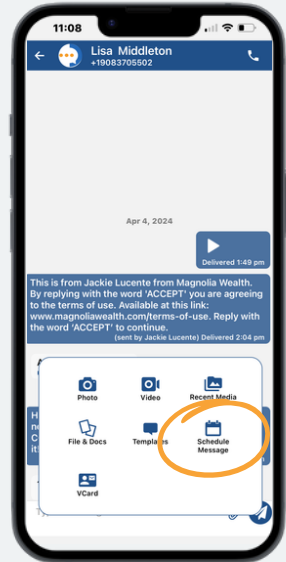 11:08
Lisa Middleton
+19083705502
Apr 4, 2024
Delivered 1:49 pm
This is from Jackie Lucente from Magnolia Wealth.
By replying with the word 'ACCEPT' you are agreeing
to the terms of use. Available at this link:
www.magnoliawealth.com/terms-of-use. Reply with
the word 'ACCEPT' to continue.
(sent by Jackie Lucente) Delivered 2:04 pm
Photo
Video
Recent Media
File & Docs
Templates
Schedule
Message
VCard